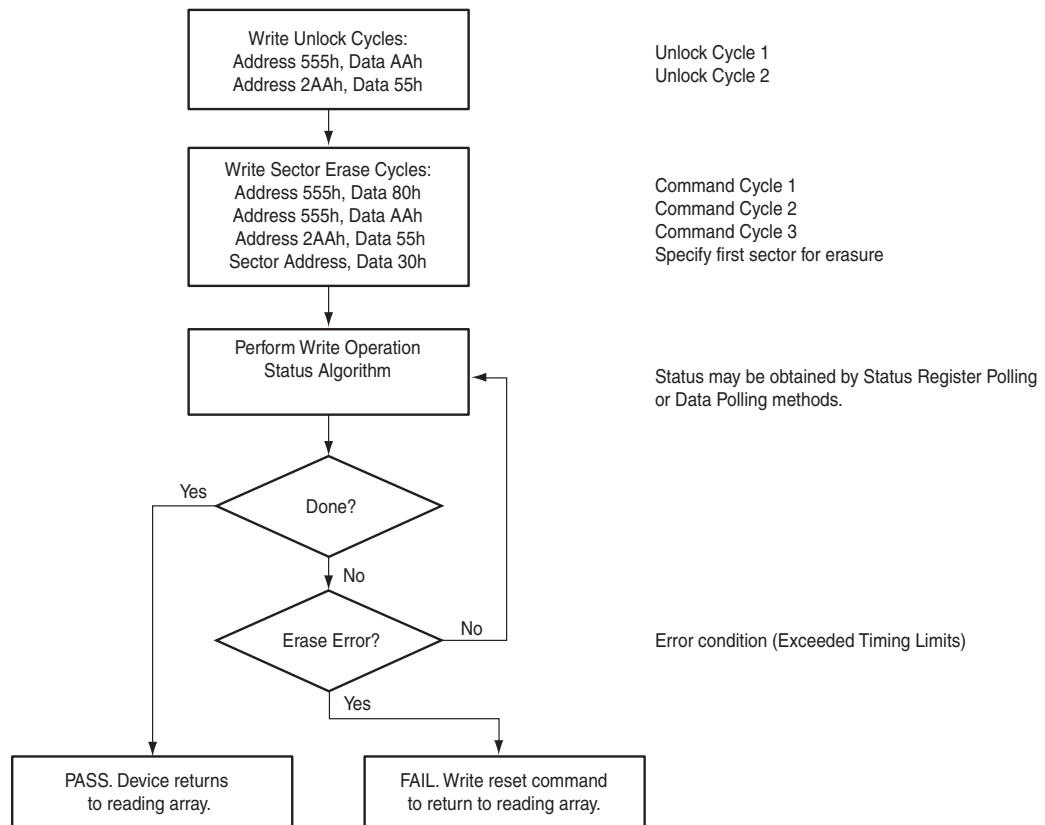 Write Unlock Cycles:
Address 555h, Data AAh
Address 2AAh, Data 55h
Unlock Cycle 1
Unlock Cycle 2
Write Sector Erase Cycles:
Address 555h, Data 80h
Address 555h, Data AAh
Address 2AAh, Data 55h
Sector Address, Data 30h
Command Cycle 1
Command Cycle 2
Command Cycle 3
Specify first sector for erasure
Perform Write Operation
Status Algorithm
Status may be obtained by Status Register Polling
or Data Polling methods.
Yes
Done?
No
Erase Error?
No
Error condition (Exceeded Timing Limits)
Yes
PASS. Device returns
to reading array.
FAIL. Write reset command
to return to reading array.